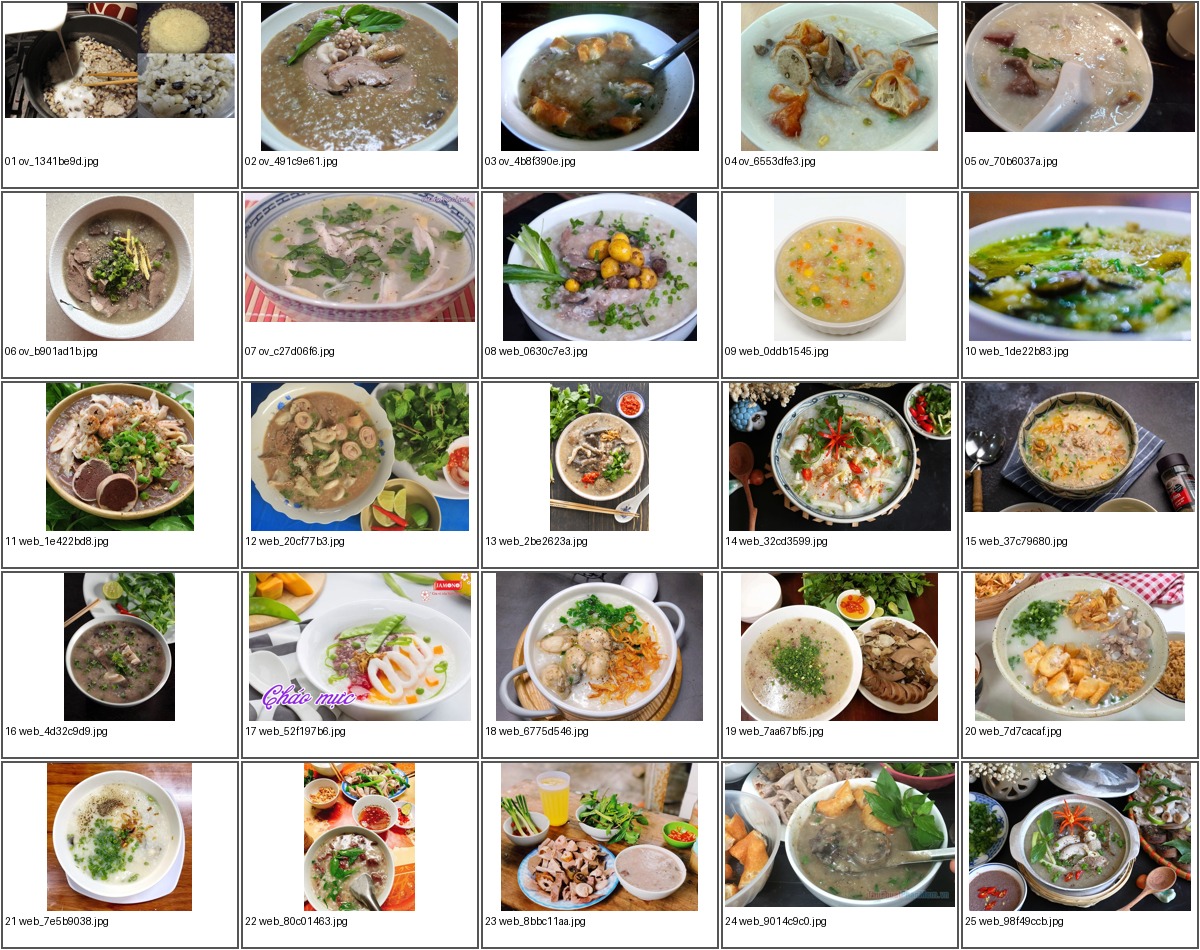 01 ov_1341be9d.jpg
02 ov_491c9e61.jpg
03 ov_4b8f390e.jpg
04 ov_6553dfe3.jpg
05 ov_70b6037a.jpg
06 ov_b901ad1b.jpg
07 ov_c27d06f6.jpg
08 web_0630c7e3.jpg
09 web_0ddb1545.jpg
10 web_1de22b83.jpg
11 web_1e422bd8.jpg
12 web_20cf77b3.jpg
13 web_2be2623a.jpg
14 web_32cd3599.jpg
15 web_37c79680.jpg
16 web_4d32c9d9.jpg
JAMONO
Cháo mực
17 web_52f197b6.jpg
18 web_6775d546.jpg
19 web_7aa67bf5.jpg
20 web_7d7cacaf.jpg
21 web_7e5b9038.jpg
22 web_80c01463.jpg
23 web_8bbc11aa.jpg
24 web_9014c9c0.jpg
25 web_98f49ccb.jpg